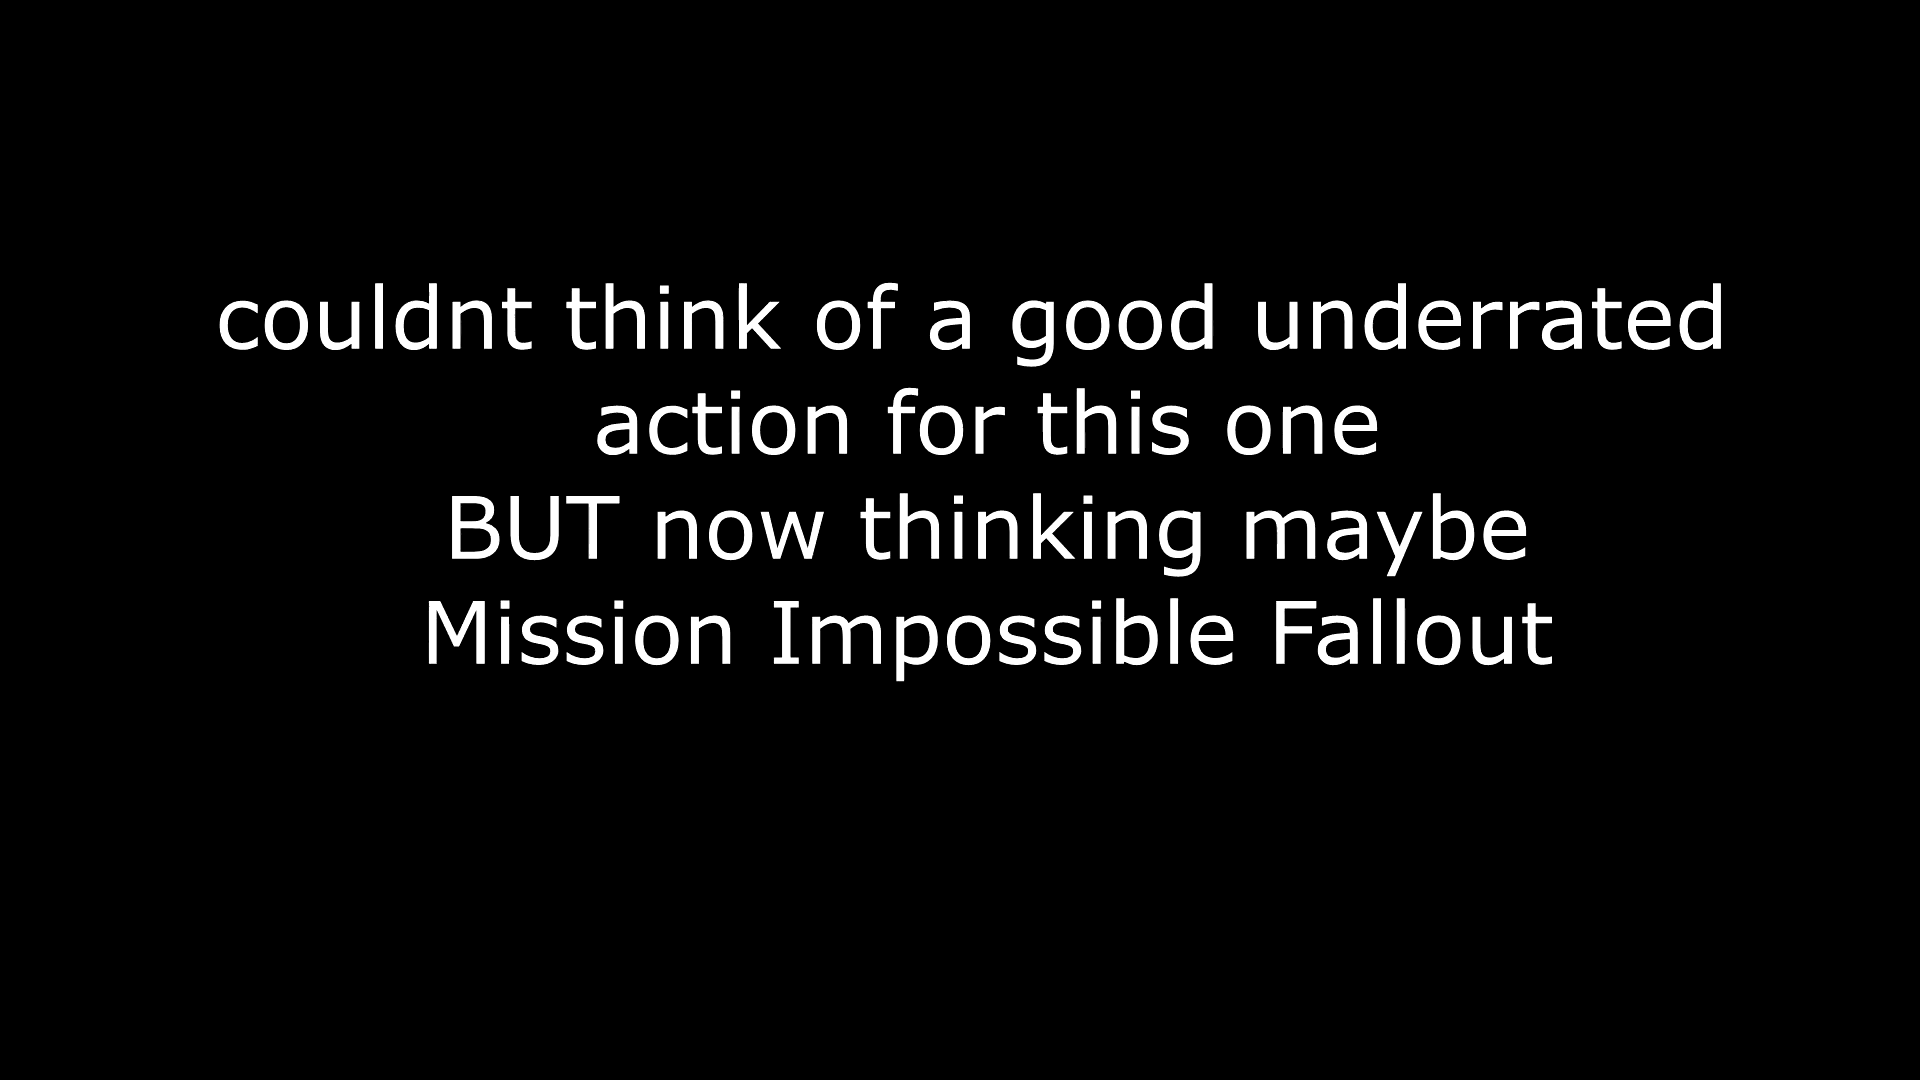 couldnt think of a good underrated
action for this one
BUT now thinking maybe
Mission Impossible Fallout